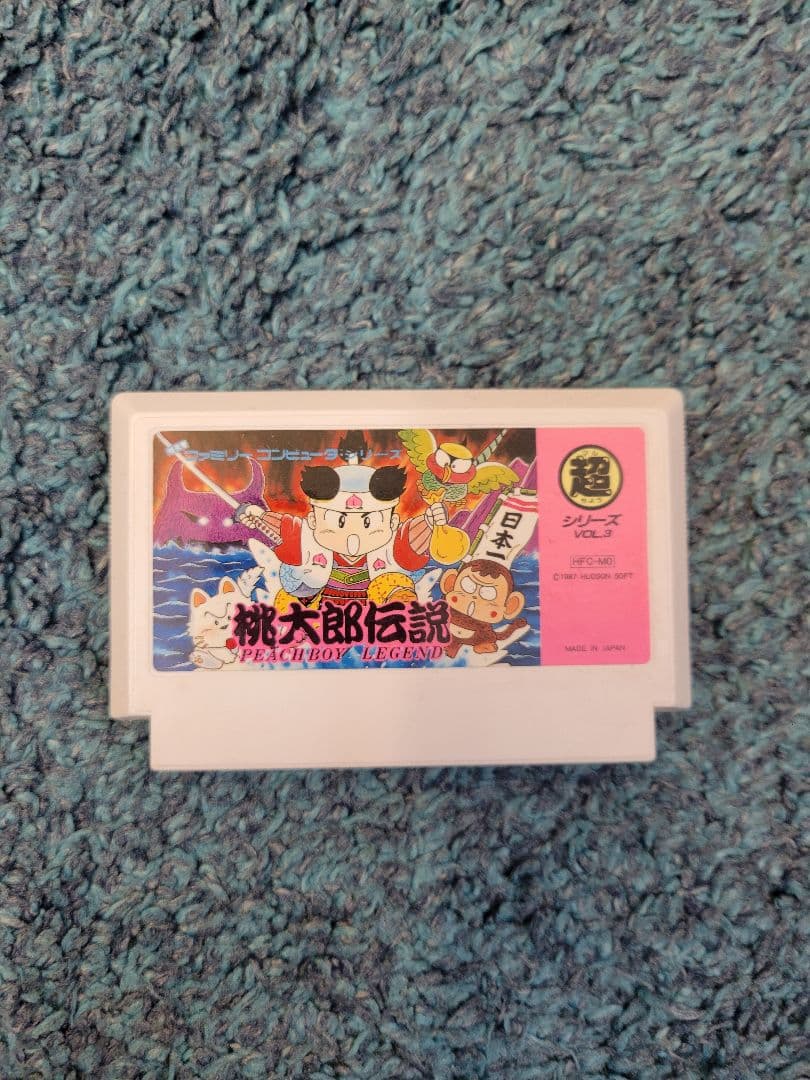 ファミリー コンピュータ・シリーズ
日本一
桃太郎伝説
PEACHBOY LEGEND
超
シリーズ
VOL.3
HFC-MO
©1987 HUDSON SOFT
MADE IN JAPAN